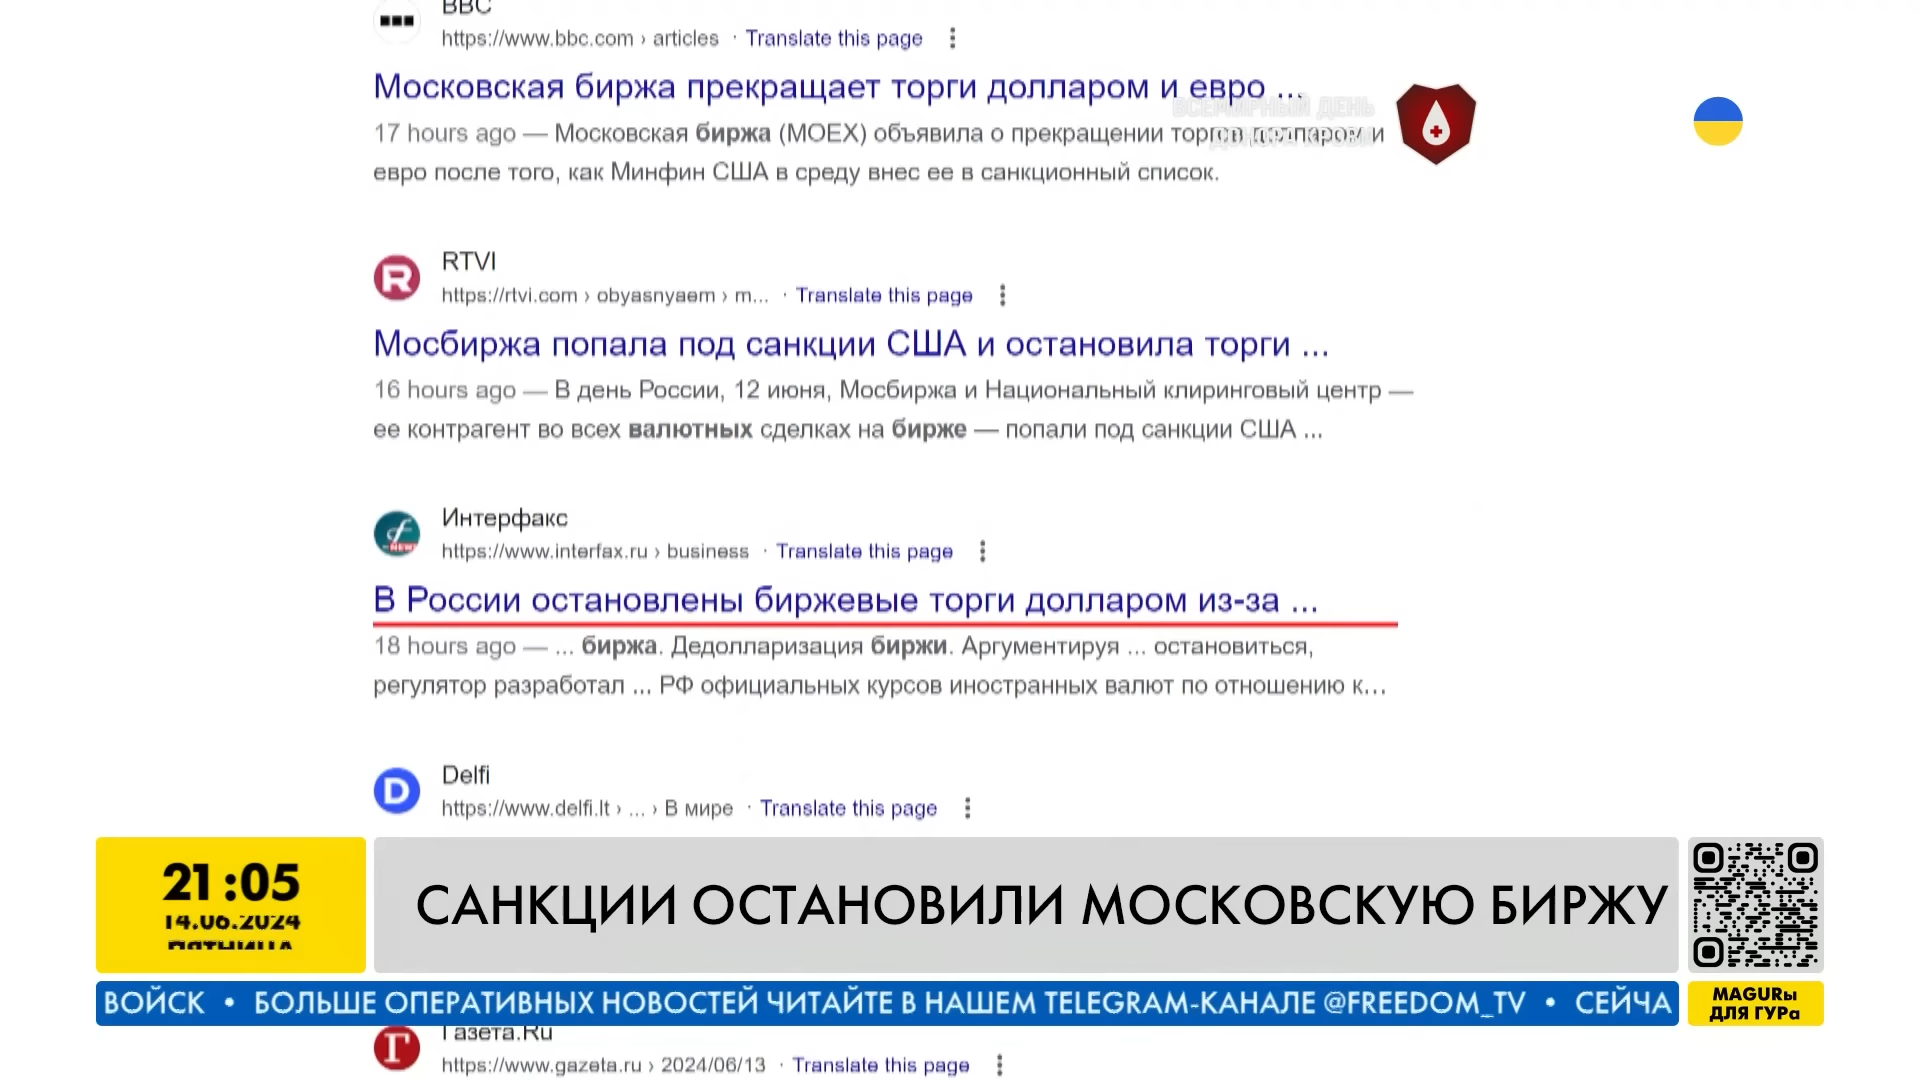 BBC
https://www.bbc.com › articles · Translate this page
Московская биржа прекращает торги долларом и евро ...
ВСЕМИРНЫЙ ДЕНЬ
17 hours ago — Московская биржа (MOEX) объявила о прекращении торгов долларом и
евро после того, как Минфин США в среду внес ее в санкционный список.
RTVI
https://rtvi.com › obyasnyaem › m... · Translate this page
Мосбиржа попала под санкции США и остановила торги ...
16 hours ago — В день России, 12 июня, Мосбиржа и Национальный клиринговый центр —
ее контрагент во всех валютных сделках на бирже — попали под санкции США ...
Интерфакс
https://www.interfax.ru › business · Translate this page
В России остановлены биржевые торги долларом из-за ...
18 hours ago — ... биржа. Дедолларизация биржи. Аргументируя ... остановиться,
регулятор разработал ... РФ официальных курсов иностранных валют по отношению к...
Delfi
https://www.delfi.lt › ... › В мире · Translate this page
21:05
14.06.2024
ПЯТНИЦА
САНКЦИИ ОСТАНОВИЛИ МОСКОВСКУЮ БИРЖУ
ВОЙСК • БОЛЬШЕ ОПЕРАТИВНЫХ НОВОСТЕЙ ЧИТАЙТЕ В НАШЕМ TELEGRAM-КАНАЛЕ @FREEDOM_TV • СЕЙЧА
MAGURы
ДЛЯ ГУРа
Газета.Ru
https://www.gazeta.ru › 2024/06/13 · Translate this page